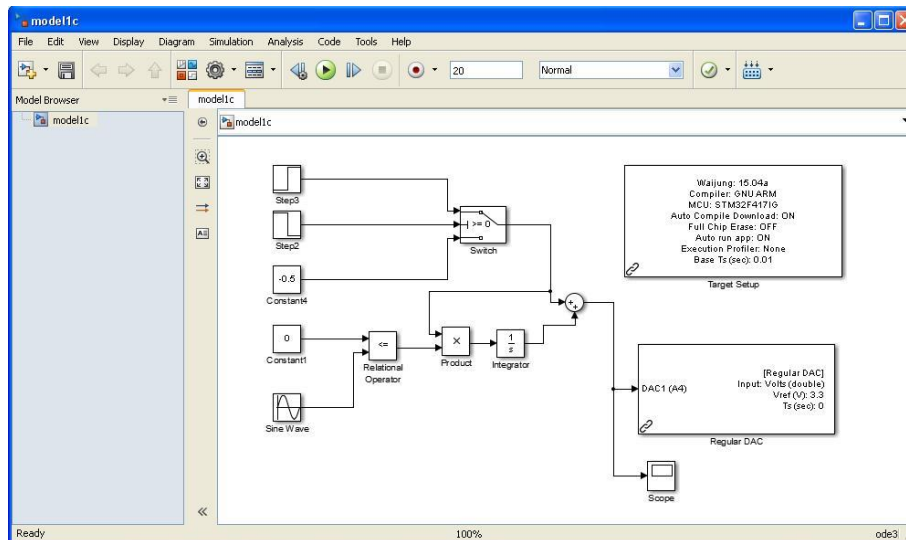 model1c
File Edit View Display Diagram Simulation Analysis Code Tools Help
20 Normal
Model Browser
model1c
model1c
model1c
Step3
Step2
>= 0
Switch
-0.5
Constant4
0
Constant1
<=
Relational
Operator
×
Product
1
s
Integrator
Sine Wave
+
+
Waijung: 15.04a
Compiler: GNU ARM
MCU: STM32F417IG
Auto Compile Download: ON
Full Chip Erase: OFF
Auto run app: ON
Execution Profiler: None
Base Ts (sec): 0.01
Target Setup
DAC1 (A4)
[Regular DAC]
Input: Volts (double)
Vref (V): 3.3
Ts (sec): 0
Regular DAC
Scope
Ready 100% ode3